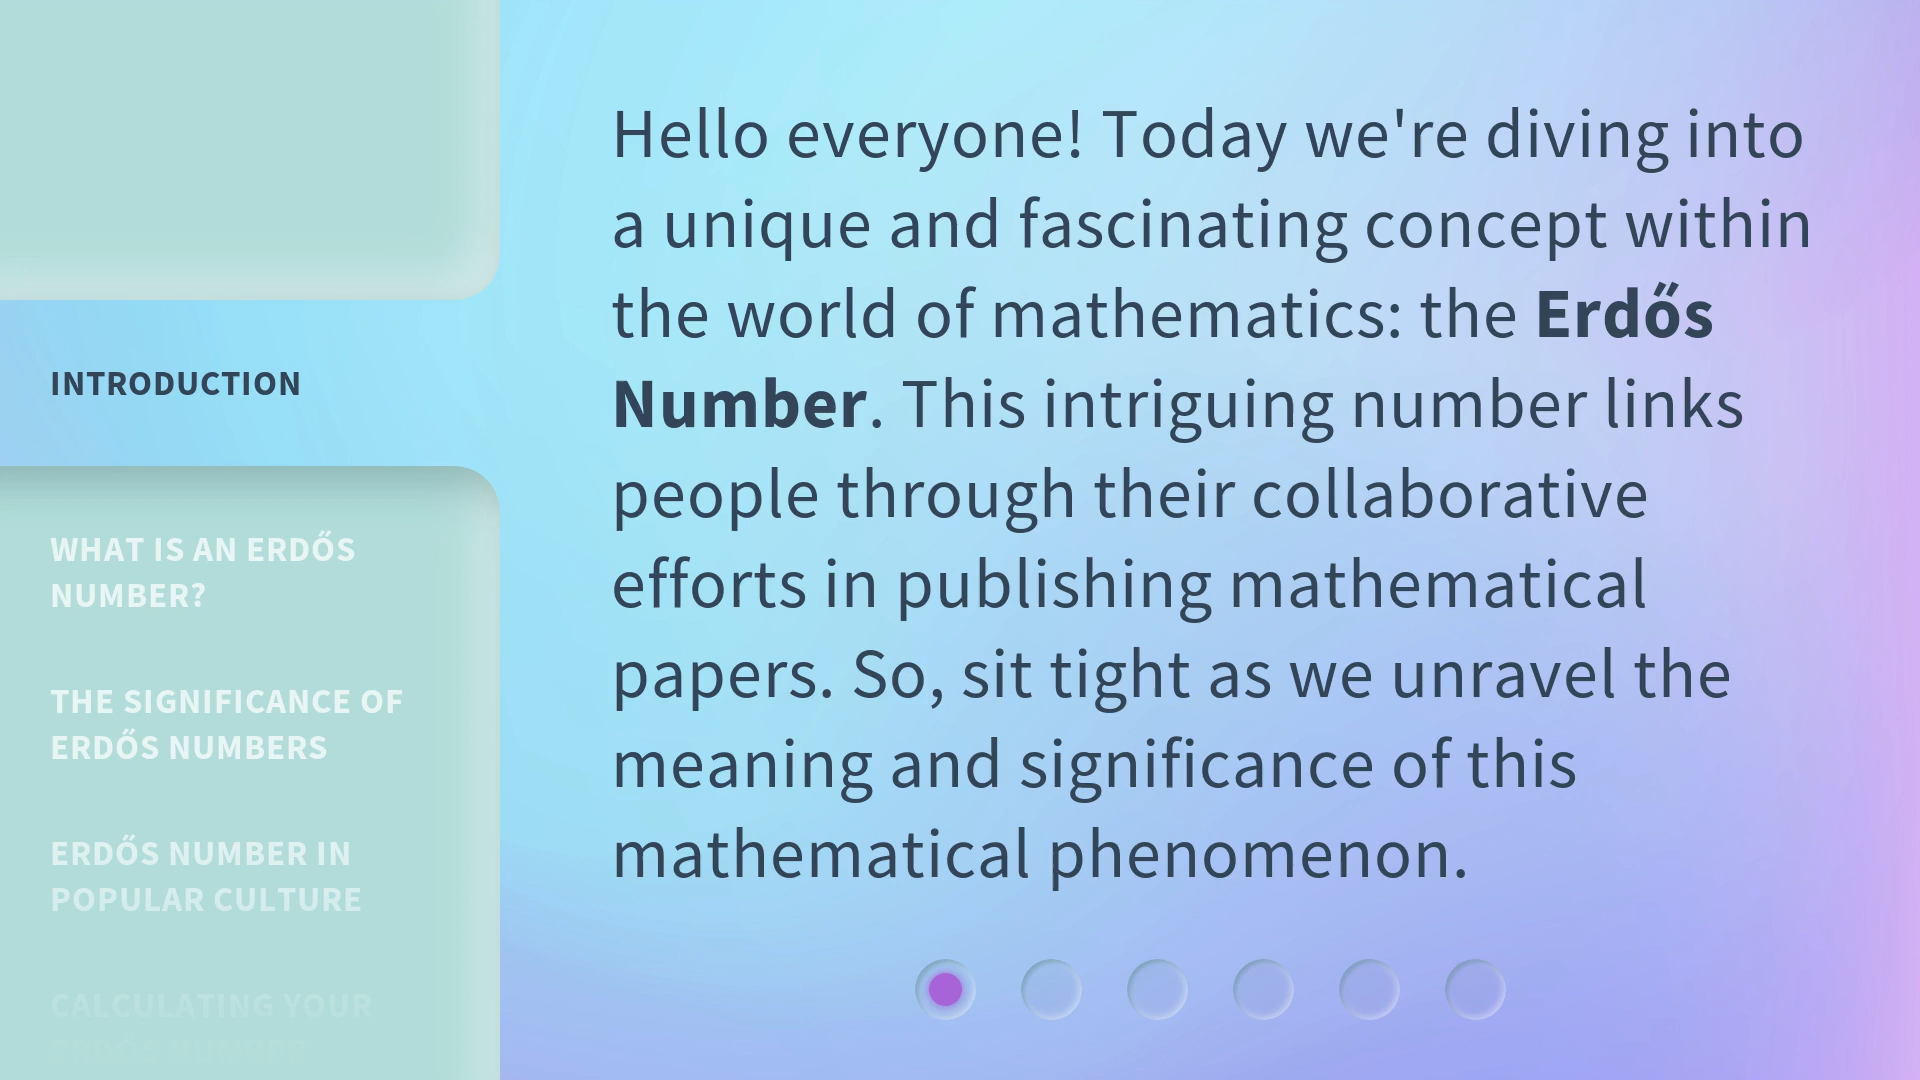 INTRODUCTION
WHAT IS AN ERDŐS
NUMBER?
THE SIGNIFICANCE OF
ERDŐS NUMBERS
ERDŐS NUMBER IN
POPULAR CULTURE
CALCULATING YOUR
ERDŐS NUMBER
Hello everyone! Today we're diving into
a unique and fascinating concept within
the world of mathematics: the Erdős
Number. This intriguing number links
people through their collaborative
efforts in publishing mathematical
papers. So, sit tight as we unravel the
meaning and significance of this
mathematical phenomenon.